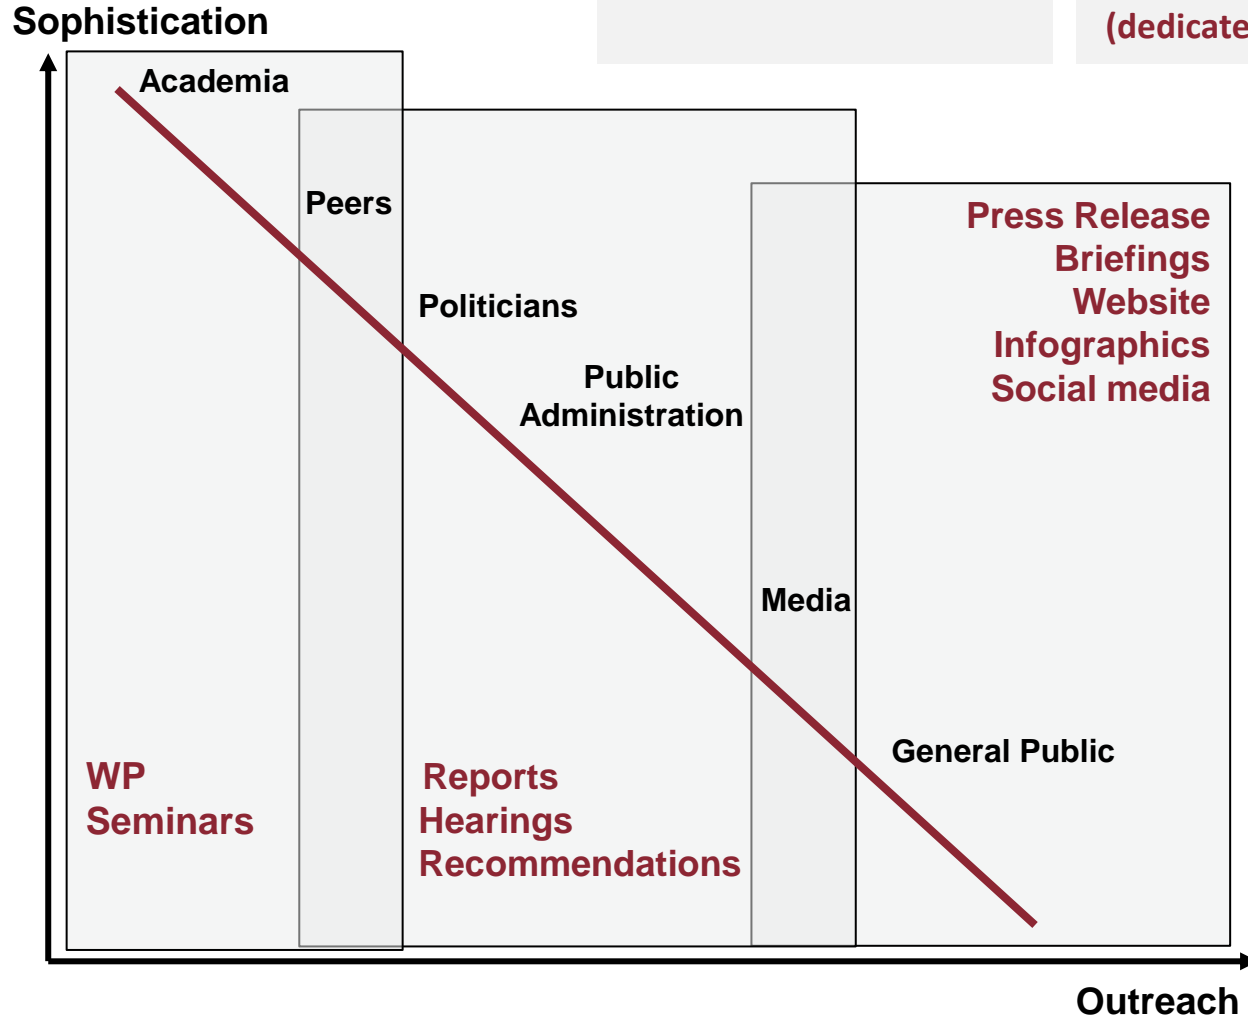 Sophistication
(dedicate
Academia
Peers
Politicians
Public
Administration
Media
General Public
Press Release
Briefings
Website
Infographics
Social media
WP
Seminars
Reports
Hearings
Recommendations
Outreach